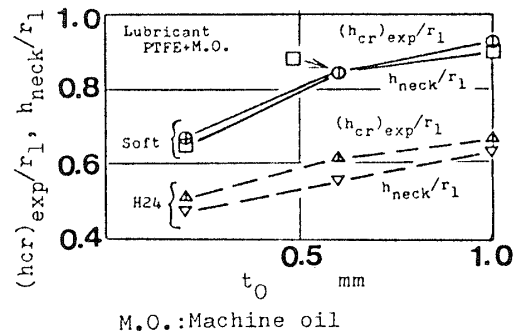 1.0
0.8
0.6
0.4
(hcr)exp/r1, hneck/r1
Lubricant
PTFE+M.O.
(hcr)exp/r1
hneck/r1
Soft
(hcr)exp/r1
hneck/r1
H24
0.5
1.0
t0 mm
M.O.:Machine oil